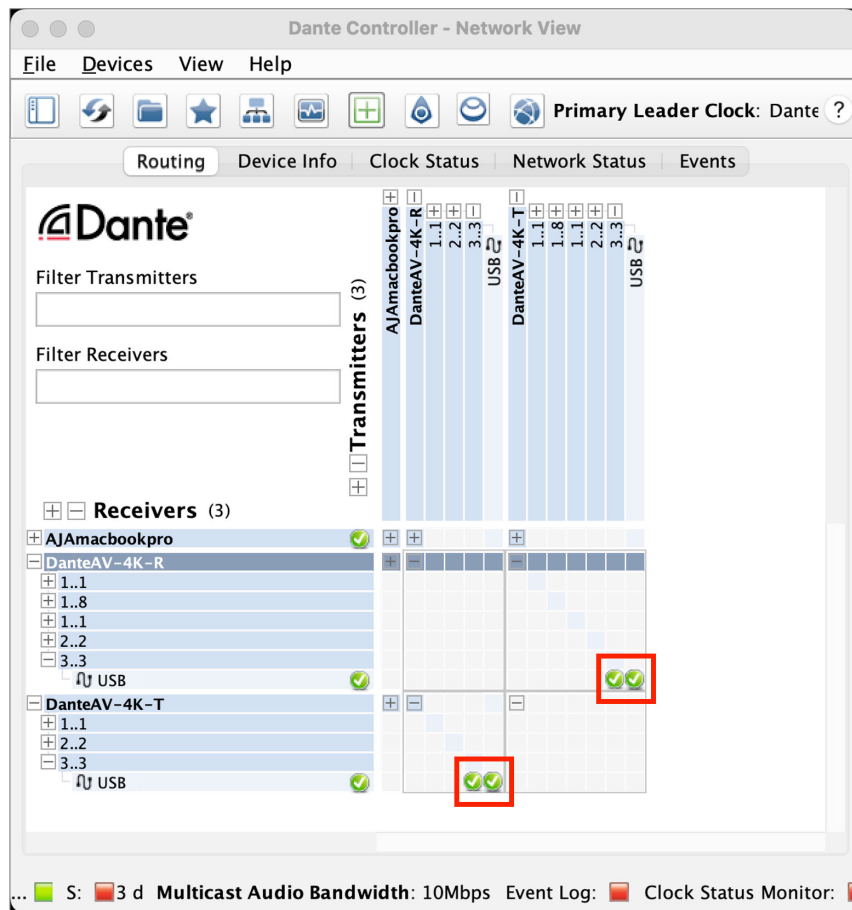 Dante Controller - Network View
File Devices View Help
Primary Leader Clock: Dante ?
Routing Device Info Clock Status Network Status Events
Dante®
Filter Transmitters
Filter Receivers
Transmitters (3)
AJAmacbookpro
DanteAV-4K-R
1..1
2..2
3..3
USB
DanteAV-4K-T
1..1
1..8
1..1
2..2
3..3
USB
Receivers (3)
AJAmacbookpro
DanteAV-4K-R
1..1
1..8
1..1
2..2
3..3
USB
DanteAV-4K-T
1..1
2..2
3..3
USB
... S: 3 d Multicast Audio Bandwidth: 10Mbps Event Log: Clock Status Monitor: